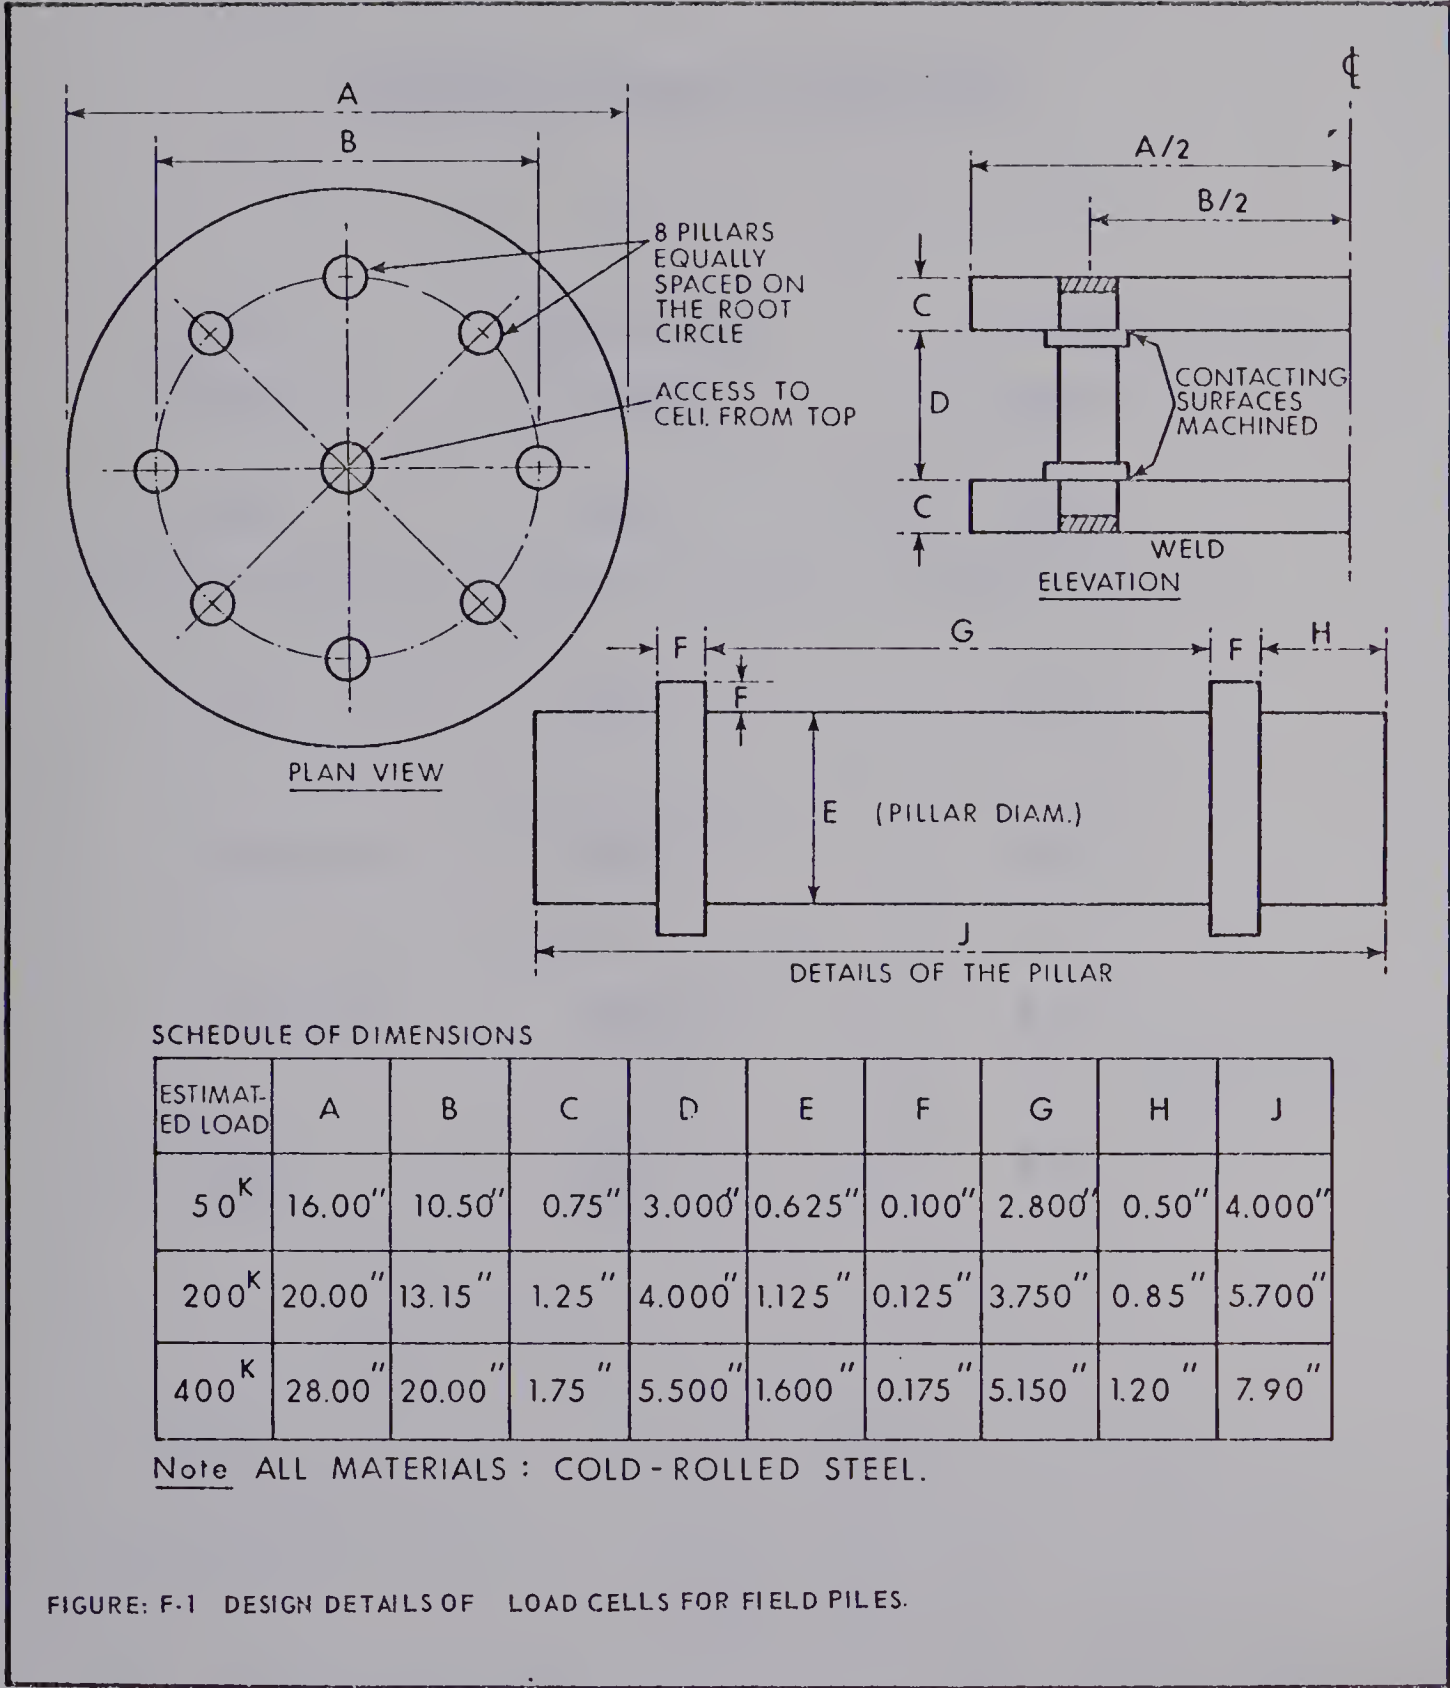 A
B
8 PILLARS
EQUALLY
SPACED ON
THE ROOT
CIRCLE
ACCESS TO
CELL FROM TOP
PLAN VIEW
℄
A/2
B/2
C
D
C
CONTACTING
SURFACES
MACHINED
WELD
ELEVATION
F G F H
F
E (PILLAR DIAM.)
J
DETAILS OF THE PILLAR
SCHEDULE OF DIMENSIONS
ESTIMAT-
ED LOAD A B C D E F G H J
50K 16.00" 10.50" 0.75" 3.000" 0.625" 0.100" 2.800" 0.50" 4.000"
200K 20.00" 13.15" 1.25" 4.000" 1.125" 0.125" 3.750" 0.85" 5.700"
400K 28.00" 20.00" 1.75" 5.500" 1.600" 0.175" 5.150" 1.20" 7.90"
Note ALL MATERIALS : COLD-ROLLED STEEL.
FIGURE: F-1 DESIGN DETAILS OF LOAD CELLS FOR FIELD PILES.